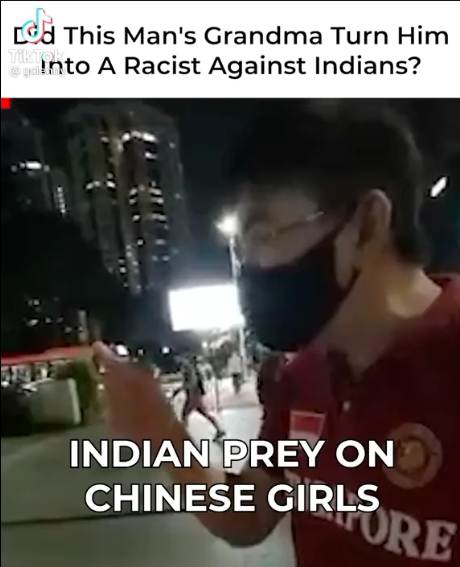 Did This Man's Grandma Turn Him
Into A Racist Against Indians?
TikTok
INDIAN PREY ON
CHINESE GIRLS